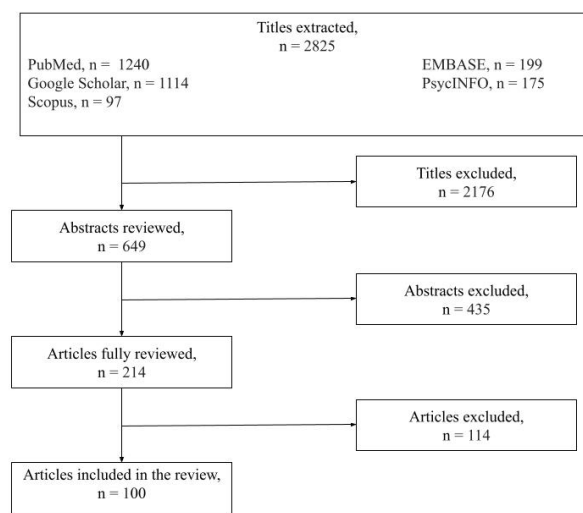 Titles extracted,
n = 2825
PubMed, n = 1240
Google Scholar, n = 1114
Scopus, n = 97
EMBASE, n = 199
PsycINFO, n = 175
Titles excluded,
n = 2176
Abstracts reviewed,
n = 649
Abstracts excluded,
n = 435
Articles fully reviewed,
n = 214
Articles excluded,
n = 114
Articles included in the review,
n = 100